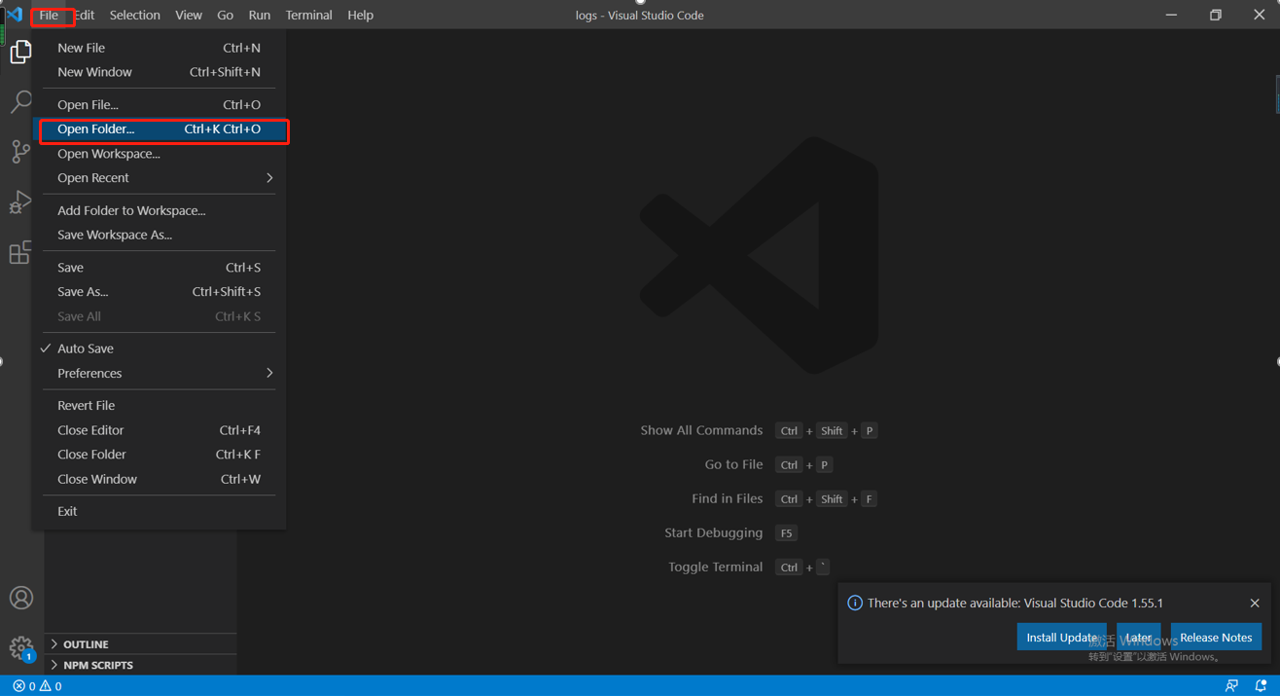 File Edit Selection View Go Run Terminal Help logs - Visual Studio Code
New File Ctrl+N
New Window Ctrl+Shift+N
Open File... Ctrl+O
Open Folder... Ctrl+K Ctrl+O
Open Workspace...
Open Recent
Add Folder to Workspace...
Save Workspace As...
Save Ctrl+S
Save As... Ctrl+Shift+S
Save All Ctrl+K S
Auto Save
Preferences
Revert File
Close Editor Ctrl+F4
Close Folder Ctrl+K F
Close Window Ctrl+W
Exit
Show All Commands Ctrl + Shift + P
Go to File Ctrl + P
Find in Files Ctrl + Shift + F
Start Debugging F5
Toggle Terminal Ctrl + `
There's an update available: Visual Studio Code 1.55.1
Install Update Later Release Notes
激活 Windows
转到"设置"以激活 Windows。
OUTLINE
NPM SCRIPTS
1
0 0